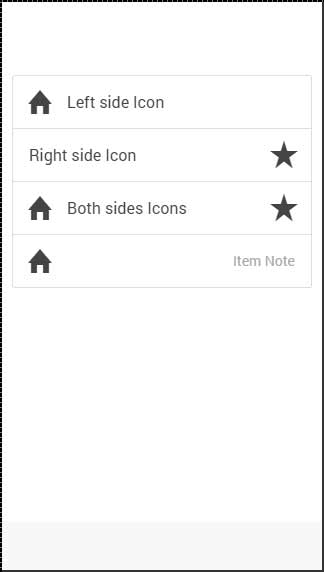 Left side Icon
Right side Icon
Both sides Icons
Item Note